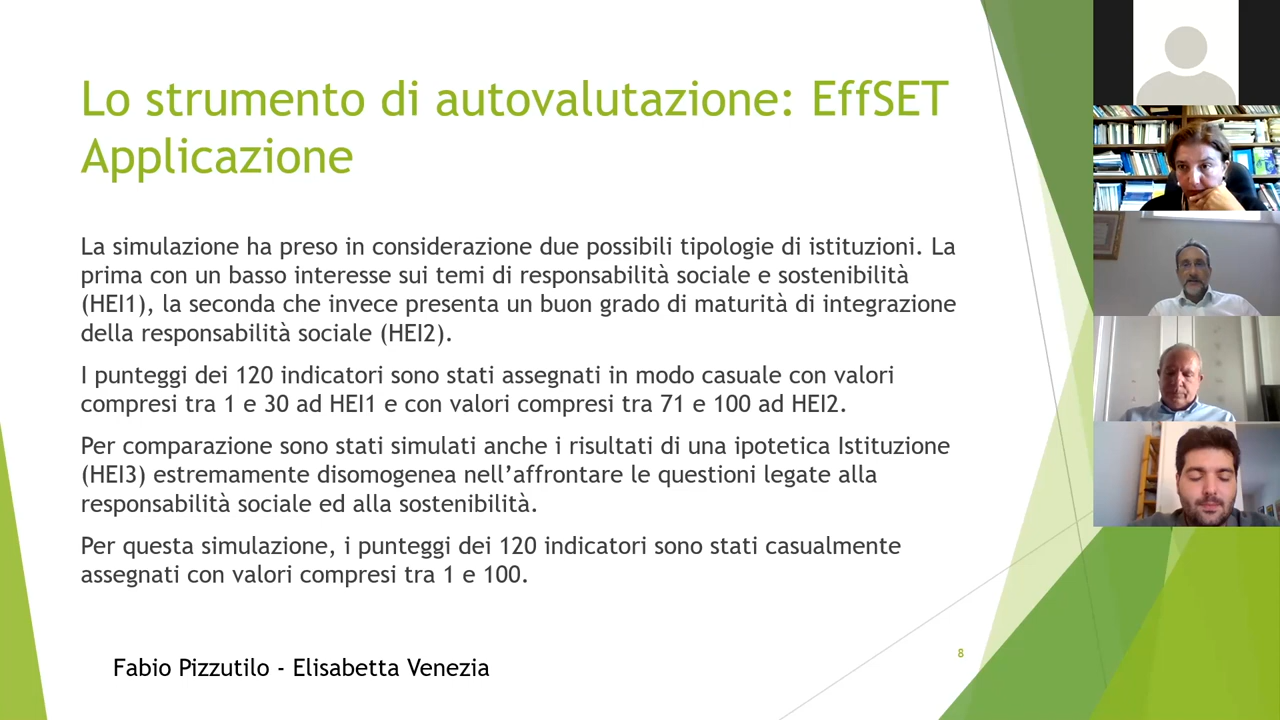 Lo strumento di autovalutazione: EffSET
Applicazione
La simulazione ha preso in considerazione due possibili tipologie di istituzioni. La
prima con un basso interesse sui temi di responsabilità sociale e sostenibilità
(HEI1), la seconda che invece presenta un buon grado di maturità di integrazione
della responsabilità sociale (HEI2).
I punteggi dei 120 indicatori sono stati assegnati in modo casuale con valori
compresi tra 1 e 30 ad HEI1 e con valori compresi tra 71 e 100 ad HEI2.
Per comparazione sono stati simulati anche i risultati di una ipotetica Istituzione
(HEI3) estremamente disomogenea nell’affrontare le questioni legate alla
responsabilità sociale ed alla sostenibilità.
Per questa simulazione, i punteggi dei 120 indicatori sono stati casualmente
assegnati con valori compresi tra 1 e 100.
Fabio Pizzutilo - Elisabetta Venezia
8